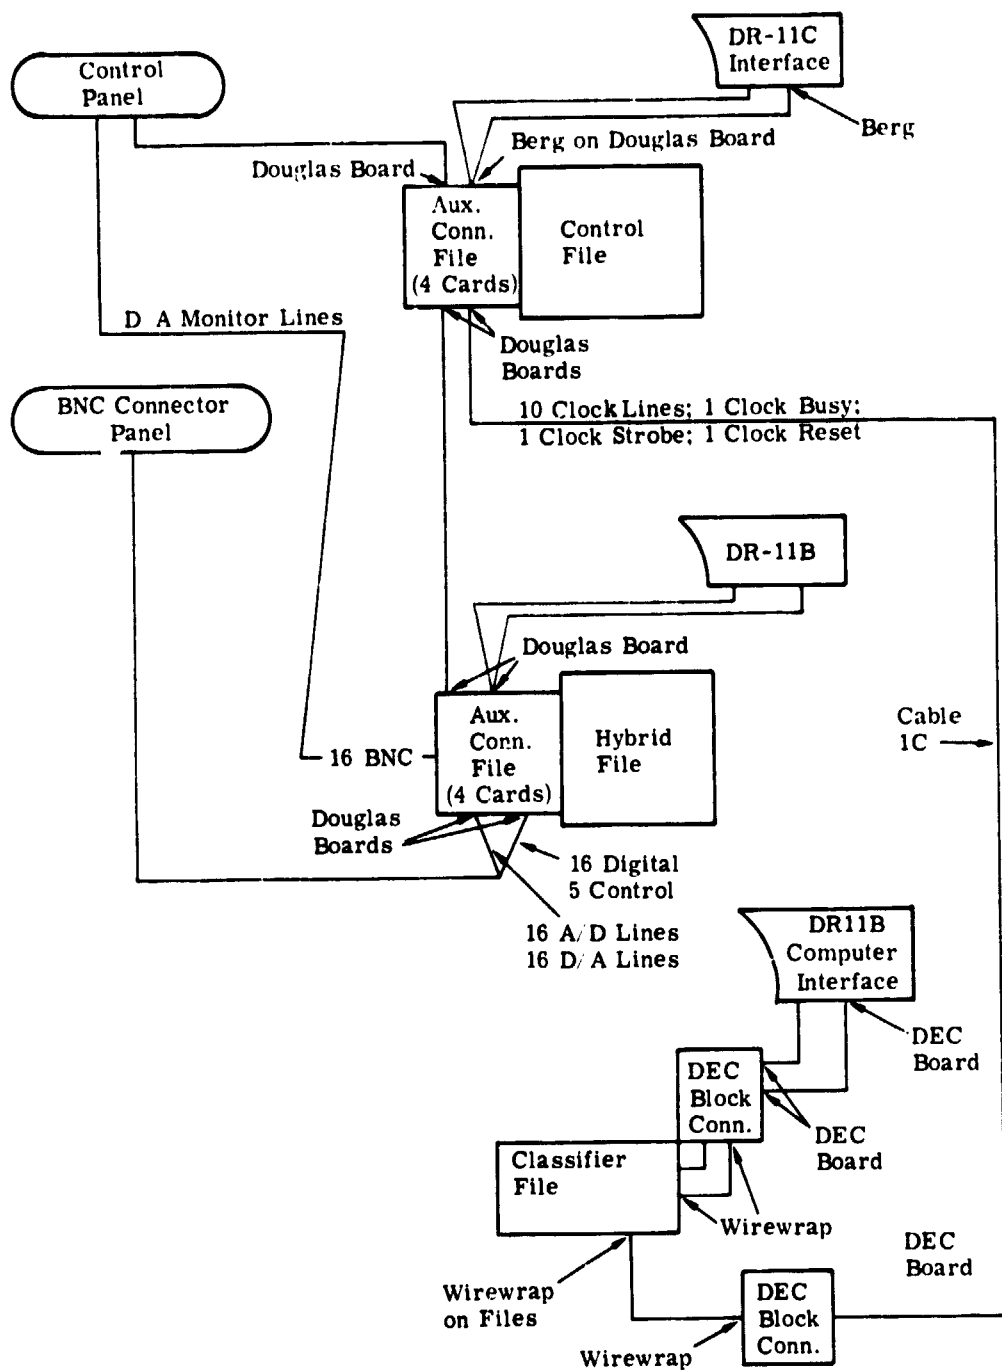 DR-11C
Interface
Control
Panel
Berg
Berg on Douglas Board
Douglas Board
Aux.
Conn.
File
(4 Cards)
Control
File
D A Monitor Lines
Douglas
Boards
BNC Connector
Panel
10 Clock Lines; 1 Clock Busy;
1 Clock Strobe; 1 Clock Reset
DR-11B
Douglas Board
Aux.
Conn.
File
(4 Cards)
Hybrid
File
Cable
1C
16 BNC
Douglas
Boards
16 Digital
5 Control
16 A/D Lines
16 D/A Lines
DR11B
Computer
Interface
DEC
Board
DEC
Block
Conn.
DEC
Board
Classifier
File
Wirewrap
DEC
Board
Wirewrap
on Files
DEC
Block
Conn.
Wirewrap